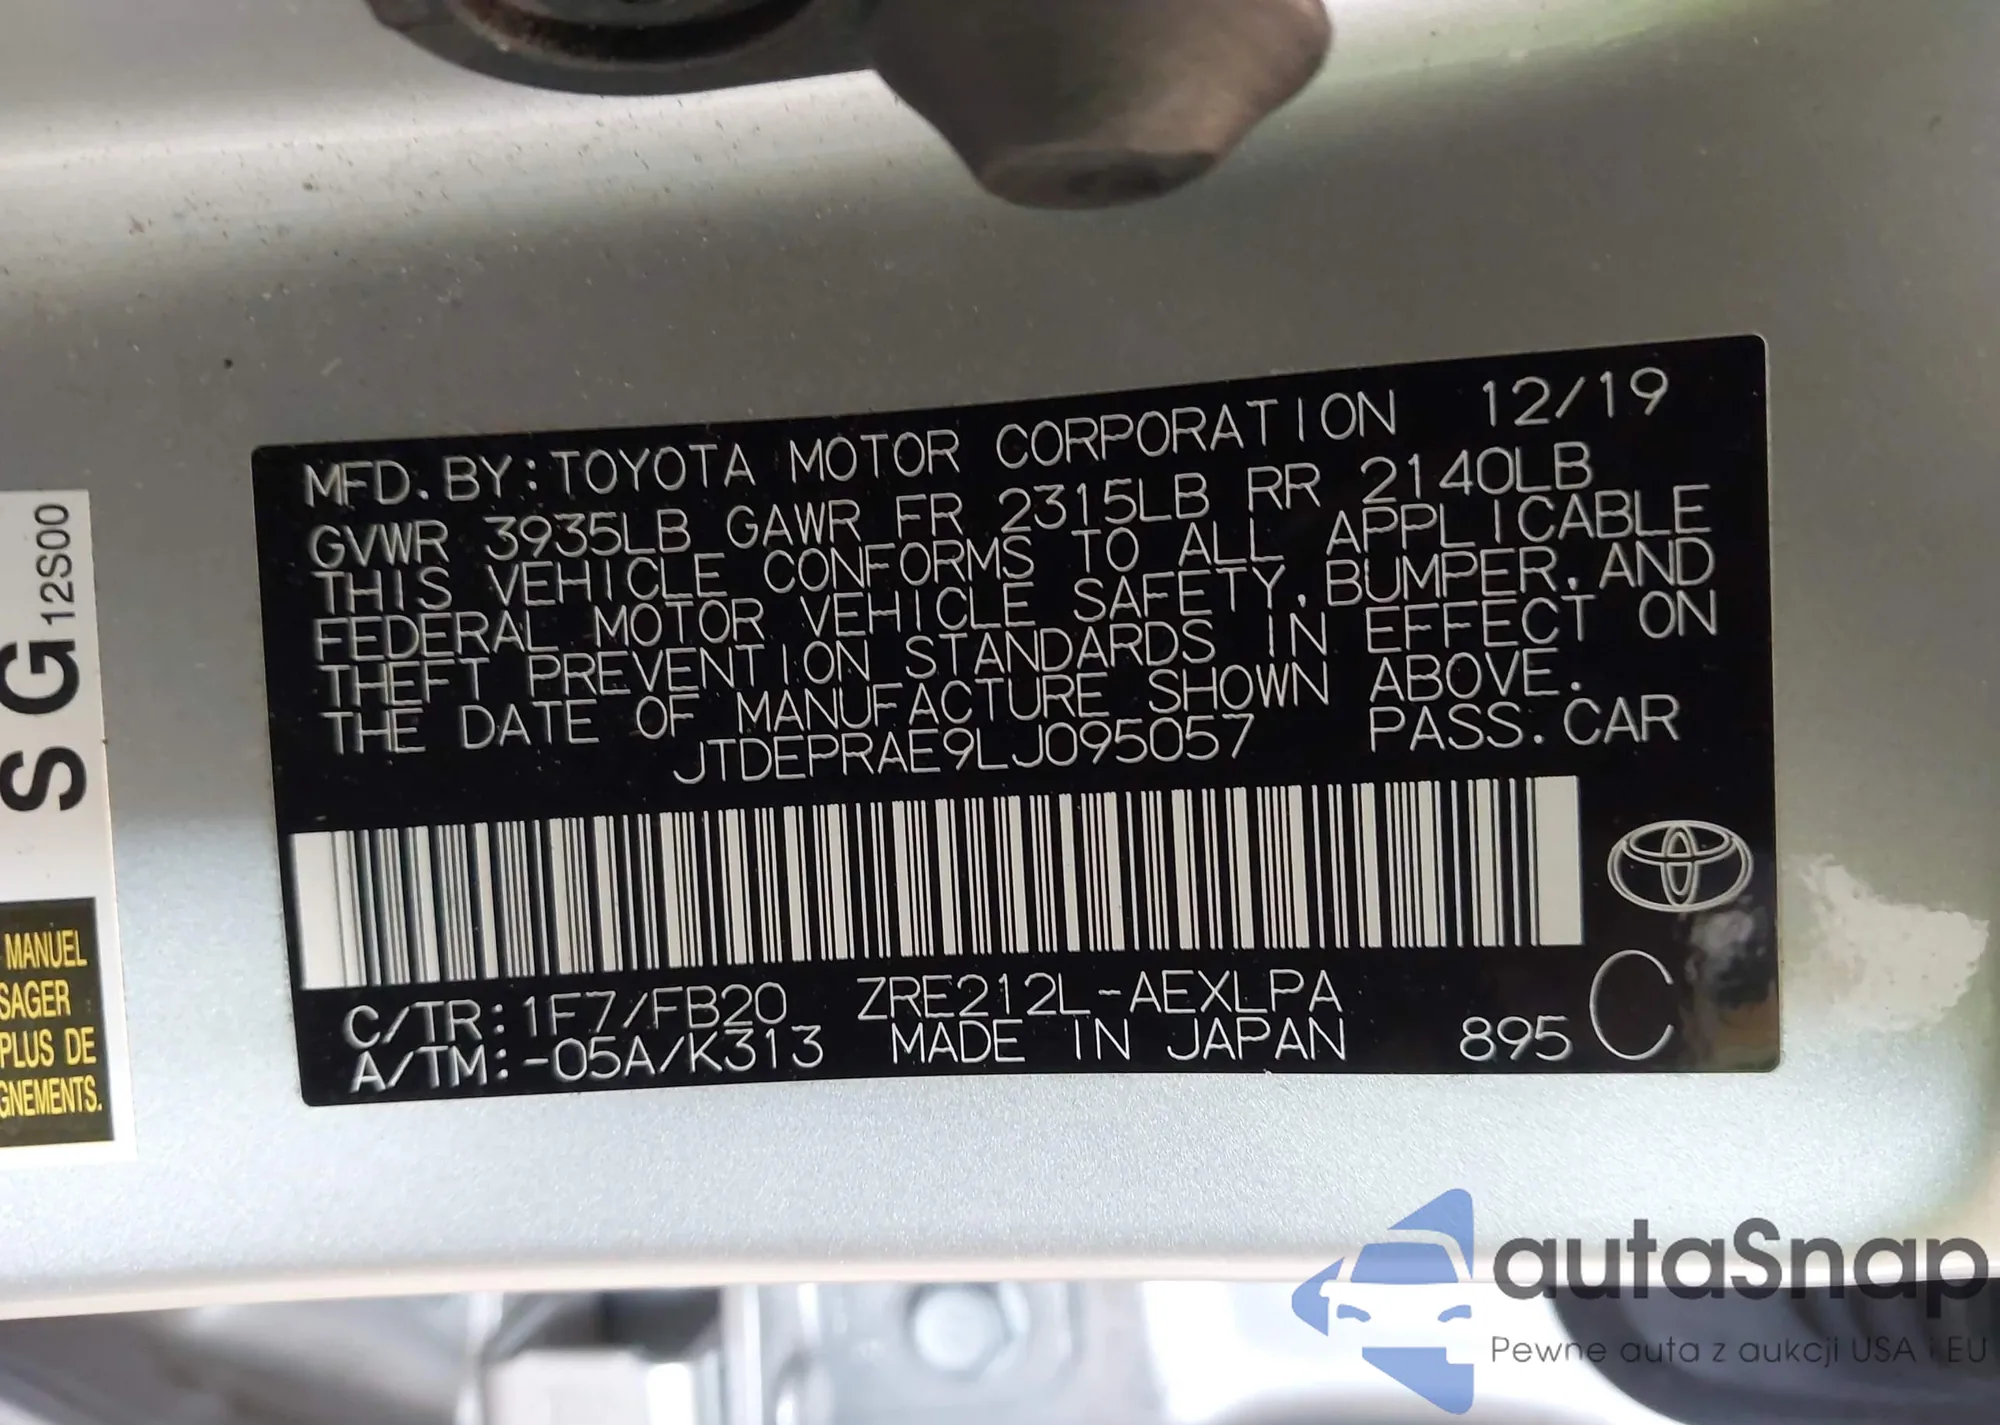 MFD. BY: TOYOTA MOTOR CORPORATION 12/19
GVWR 3935LB GAWR FR 2315LB RR 2140LB
THIS VEHICLE CONFORMS TO ALL APPLICABLE
FEDERAL MOTOR VEHICLE SAFETY, BUMPER, AND
THEFT PREVENTION STANDARDS IN EFFECT ON
THE DATE OF MANUFACTURE SHOWN ABOVE.
JTDEPRAE9LJ095057 PASS. CAR
C/TR: 1F7/FB20 ZRE212L-AEXLPA
A/TM: -05A/K313 MADE IN JAPAN 895 C
S G 12S00
MANUEL
SAGER
PLUS DE
GNEMENTS.
autaSnap
Pewne auta z aukcji USA i EU